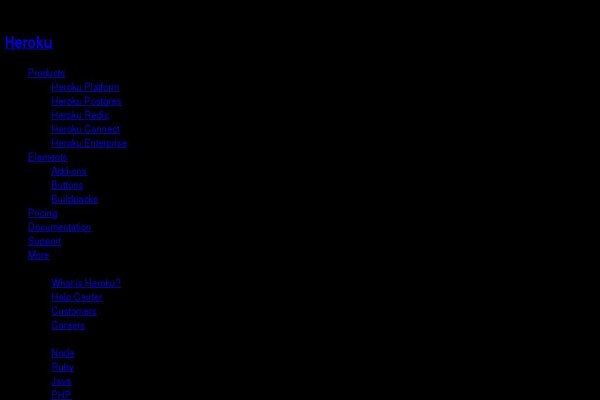 Heroku
Products
Heroku Platform
Heroku Postgres
Heroku Redis
Heroku Connect
Heroku Enterprise
Elements
Add-ons
Buttons
Buildpacks
Pricing
Documentation
Support
More
What is Heroku?
Help Center
Customers
Careers
Node
Ruby
Java
PHP